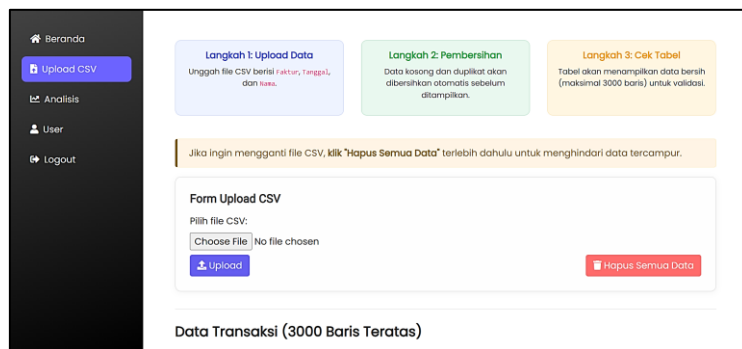 Beranda
Upload CSV
Analisis
User
Logout
Langkah 1: Upload Data
Unggah file CSV berisi Faktur, Tanggal,
dan Nama.
Langkah 2: Pembersihan
Data kosong dan duplikat akan
dibersihkan otomatis sebelum
ditampilkan.
Langkah 3: Cek Tabel
Tabel akan menampilkan data bersih
(maksimal 3000 baris) untuk validasi.
Jika ingin mengganti file CSV, klik "Hapus Semua Data" terlebih dahulu untuk menghindari data tercampur.
Form Upload CSV
Pilih file CSV:
Choose File No file chosen
Upload
Hapus Semua Data
Data Transaksi (3000 Baris Teratas)